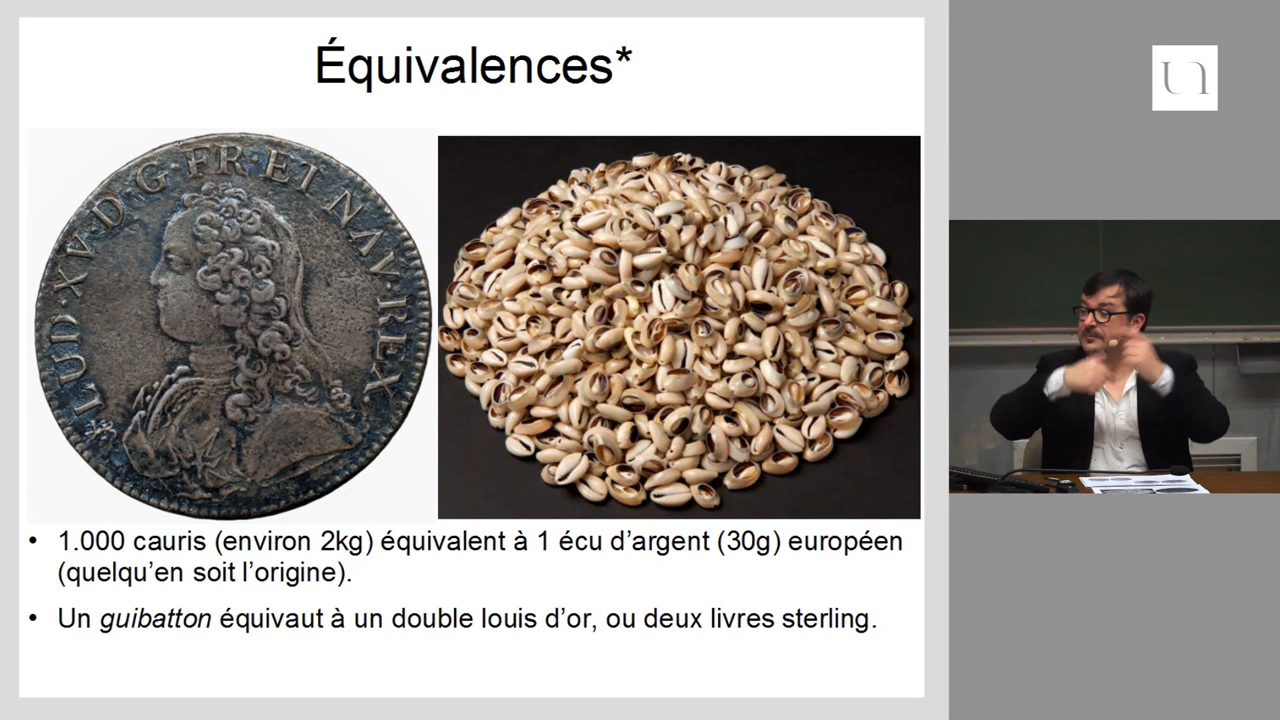 Équivalences*
LUD·XV·D·G·FR·ET NAV·REX
• 1.000 cauris (environ 2kg) équivalent à 1 écu d’argent (30g) européen
(quelqu’en soit l’origine).
• Un guibatton équivaut à un double louis d’or, ou deux livres sterling.